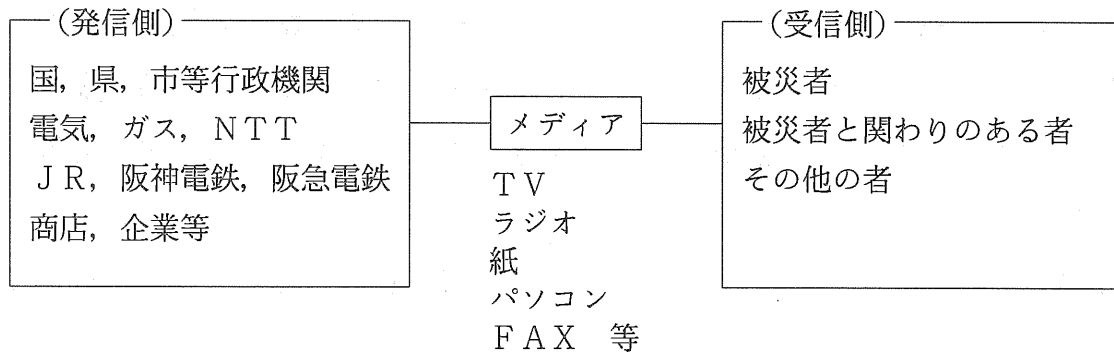 (発信側)
国,県,市等行政機関
電気,ガス,ＮＴＴ
ＪＲ,阪神電鉄,阪急電鉄
商店,企業等
メディア
ＴＶ
ラジオ
紙
パソコン
ＦＡＸ　等
(受信側)
被災者
被災者と関わりのある者
その他の者